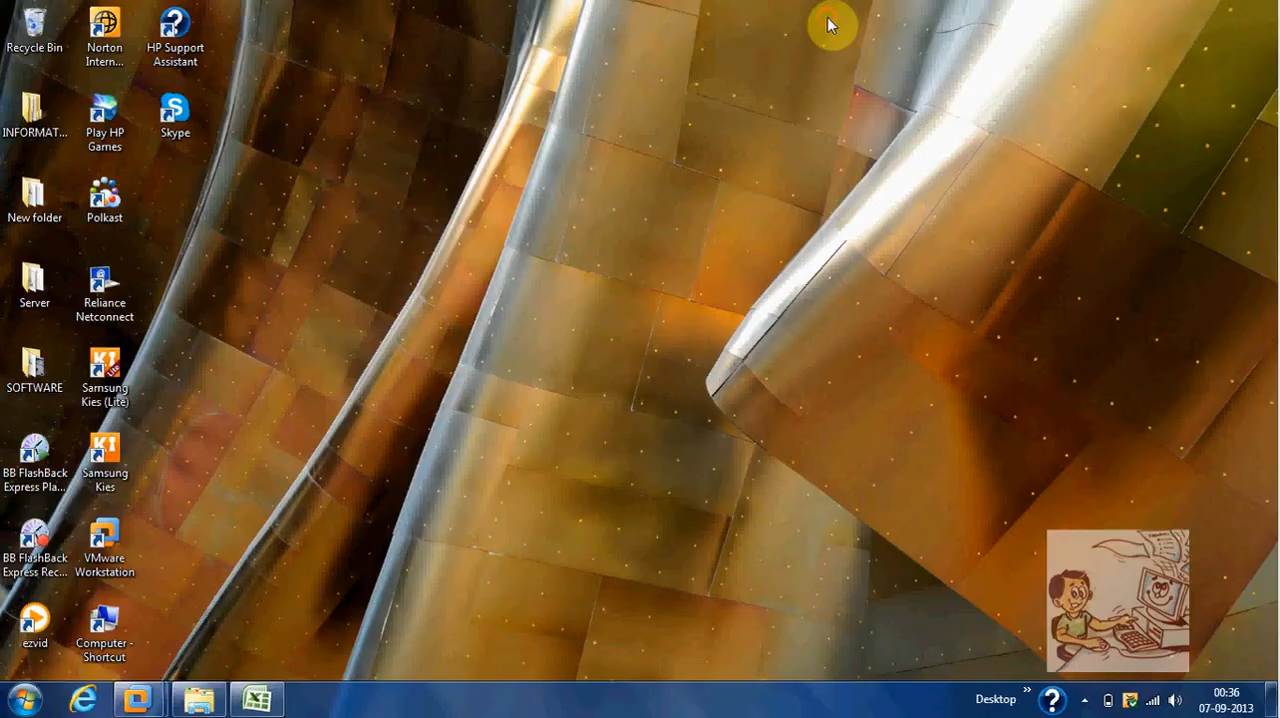 Recycle Bin
Norton
Intern...
HP Support
Assistant
INFORMAT...
Play HP
Games
Skype
New folder
Polkast
Server
Reliance
Netconnect
SOFTWARE
Samsung
Kies (Lite)
BB FlashBack
Express Pla...
Samsung
Kies
BB FlashBack
Express Rec...
VMware
Workstation
ezvid
Computer -
Shortcut
Desktop
00:36
07-09-2013